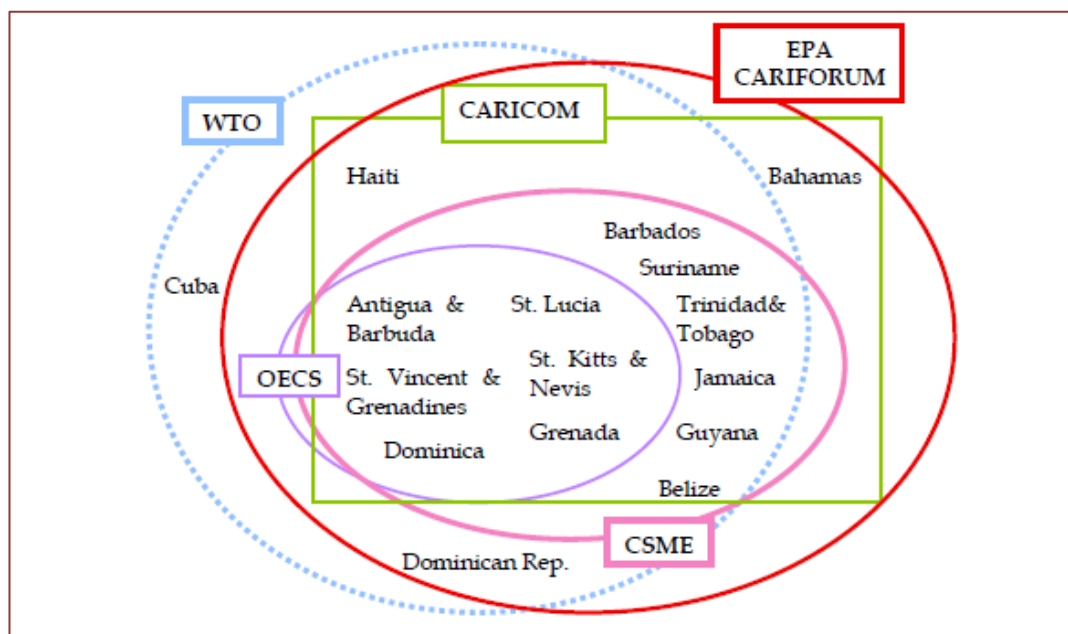 EPA
CARIFORUM
WTO
CARICOM
Haiti
Bahamas
Barbados
Suriname
Cuba
Antigua &
Barbuda
St. Lucia
Trinidad&
Tobago
OECS
St. Vincent &
Grenadines
St. Kitts &
Nevis
Jamaica
Dominica
Grenada
Guyana
Belize
CSME
Dominican Rep.